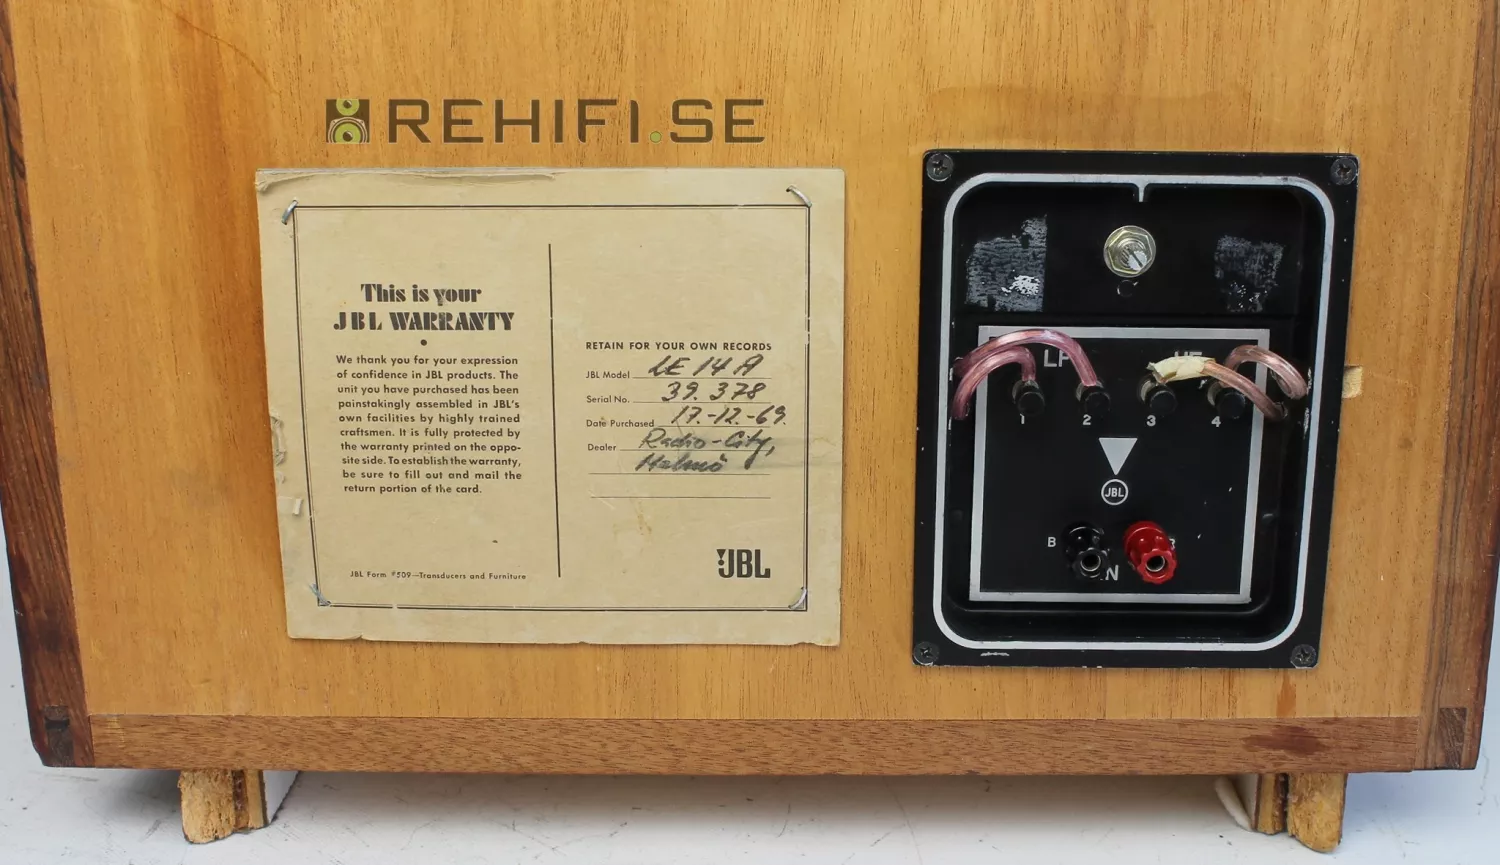 REHIFI.SE
This is your
JBL WARRANTY
We thank you for your expression
of confidence in JBL products. The
unit you have purchased has been
painstakingly assembled in JBL's
own facilities by highly trained
craftsmen. It is fully protected by
the warranty printed on the oppo-
site side. To establish the warranty,
be sure to fill out and mail the
return portion of the card.
JBL Form #509—Transducers and Furniture
RETAIN FOR YOUR OWN RECORDS
JBL Model LE 14 A
Serial No. 39.378
Date Purchased 17.-12.-69.
Dealer Radio-City,
Malmö
JBL
LF HF
1 2 3 4
JBL
B